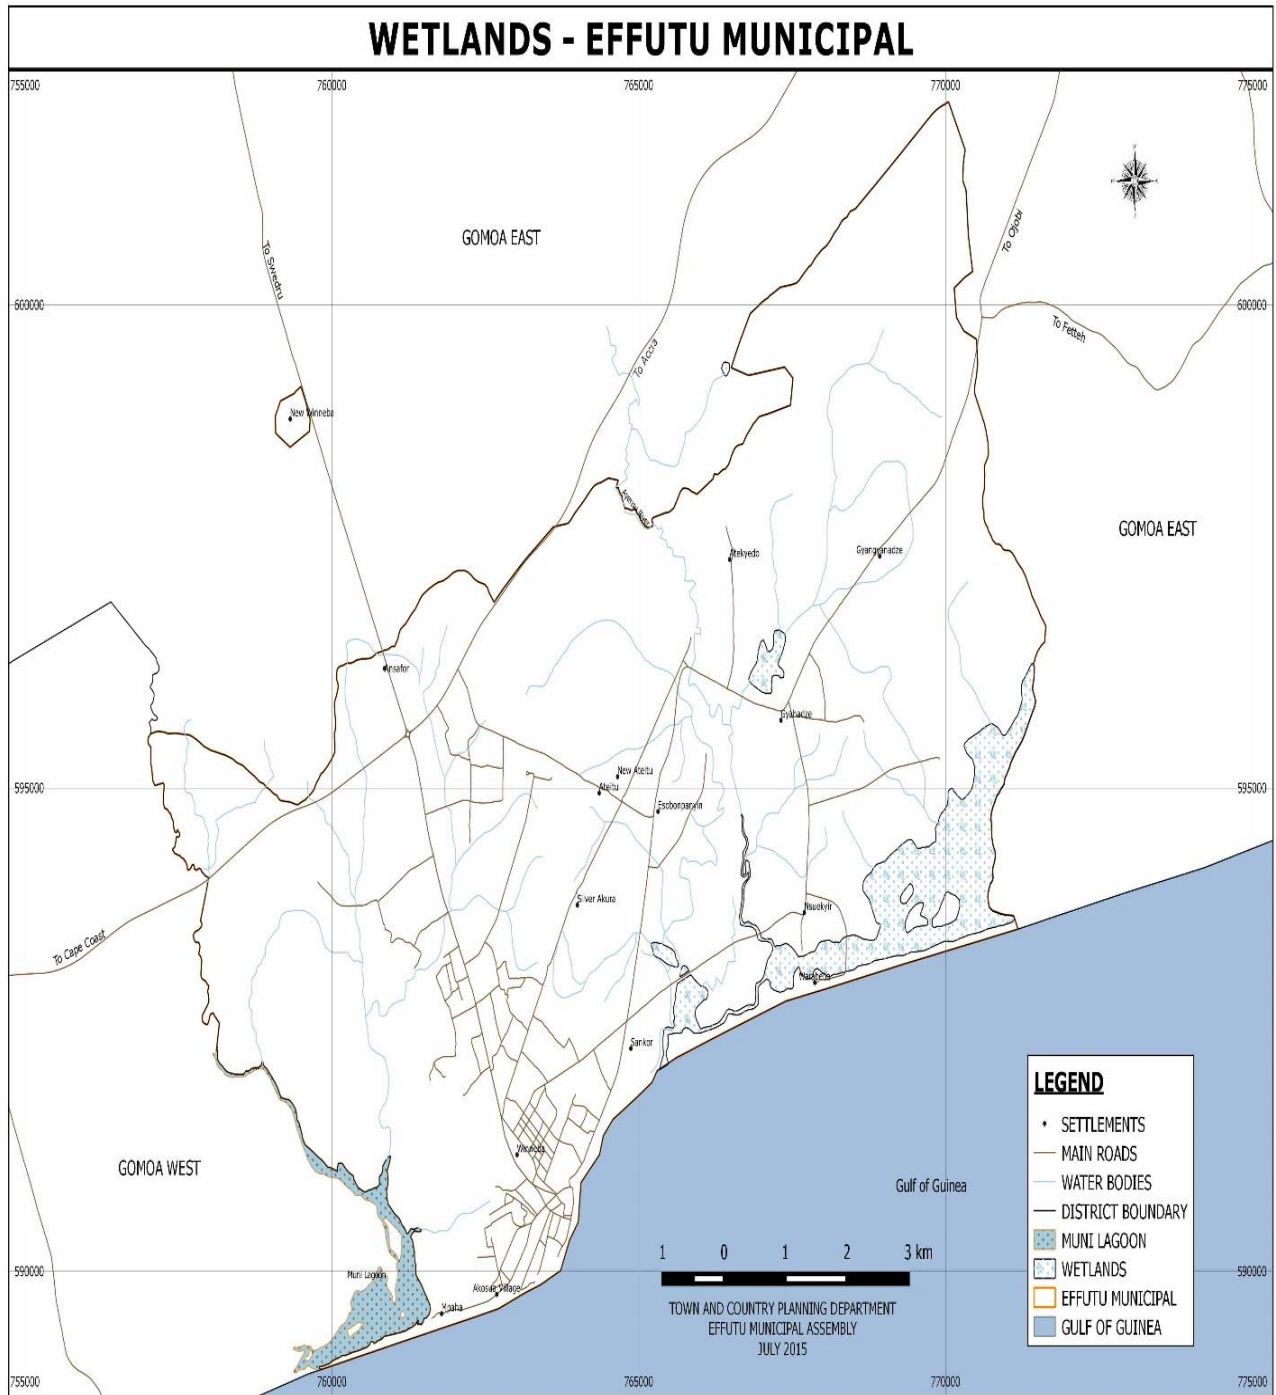 WETLANDS - EFFUTU MUNICIPAL
755000 760000 765000 770000 775000
GOMOA EAST
To Swedru
To Ojobi
600000 600000
To Fetteh
To Accra
New Winneba
GOMOA EAST
Atekyedo
Gyangyanadze
Ansafor
Gyahadze
New Ateitu
Ateitu
595000 595000
Esobonpanyin
Silver Akura
Nsuekyir
To Cape Coast
Warabeba
Sankor
LEGEND
SETTLEMENTS
MAIN ROADS
WATER BODIES
DISTRICT BOUNDARY
MUNI LAGOON
WETLANDS
EFFUTU MUNICIPAL
GULF OF GUINEA
Winneba
GOMOA WEST
Gulf of Guinea
1 0 1 2 3 km
590000 590000
Muni Lagoon
Akosua Village
Mpaha
TOWN AND COUNTRY PLANNING DEPARTMENT
EFFUTU MUNICIPAL ASSEMBLY
JULY 2015
755000 760000 765000 770000 775000